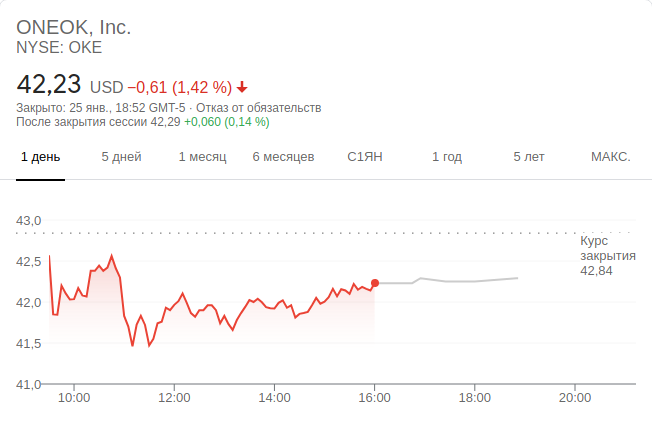 ONEOK, Inc.
NYSE: OKE
42,23 USD −0,61 (1,42 %)
Закрыто: 25 янв., 18:52 GMT-5 · Отказ от обязательств
После закрытия сессии 42,29 +0,060 (0,14 %)
1 день 5 дней 1 месяц 6 месяцев С1ЯН 1 год 5 лет МАКС.
43,0
Курс
закрытия
42,84
42,5
42,0
41,5
41,0
10:00 12:00 14:00 16:00 18:00 20:00